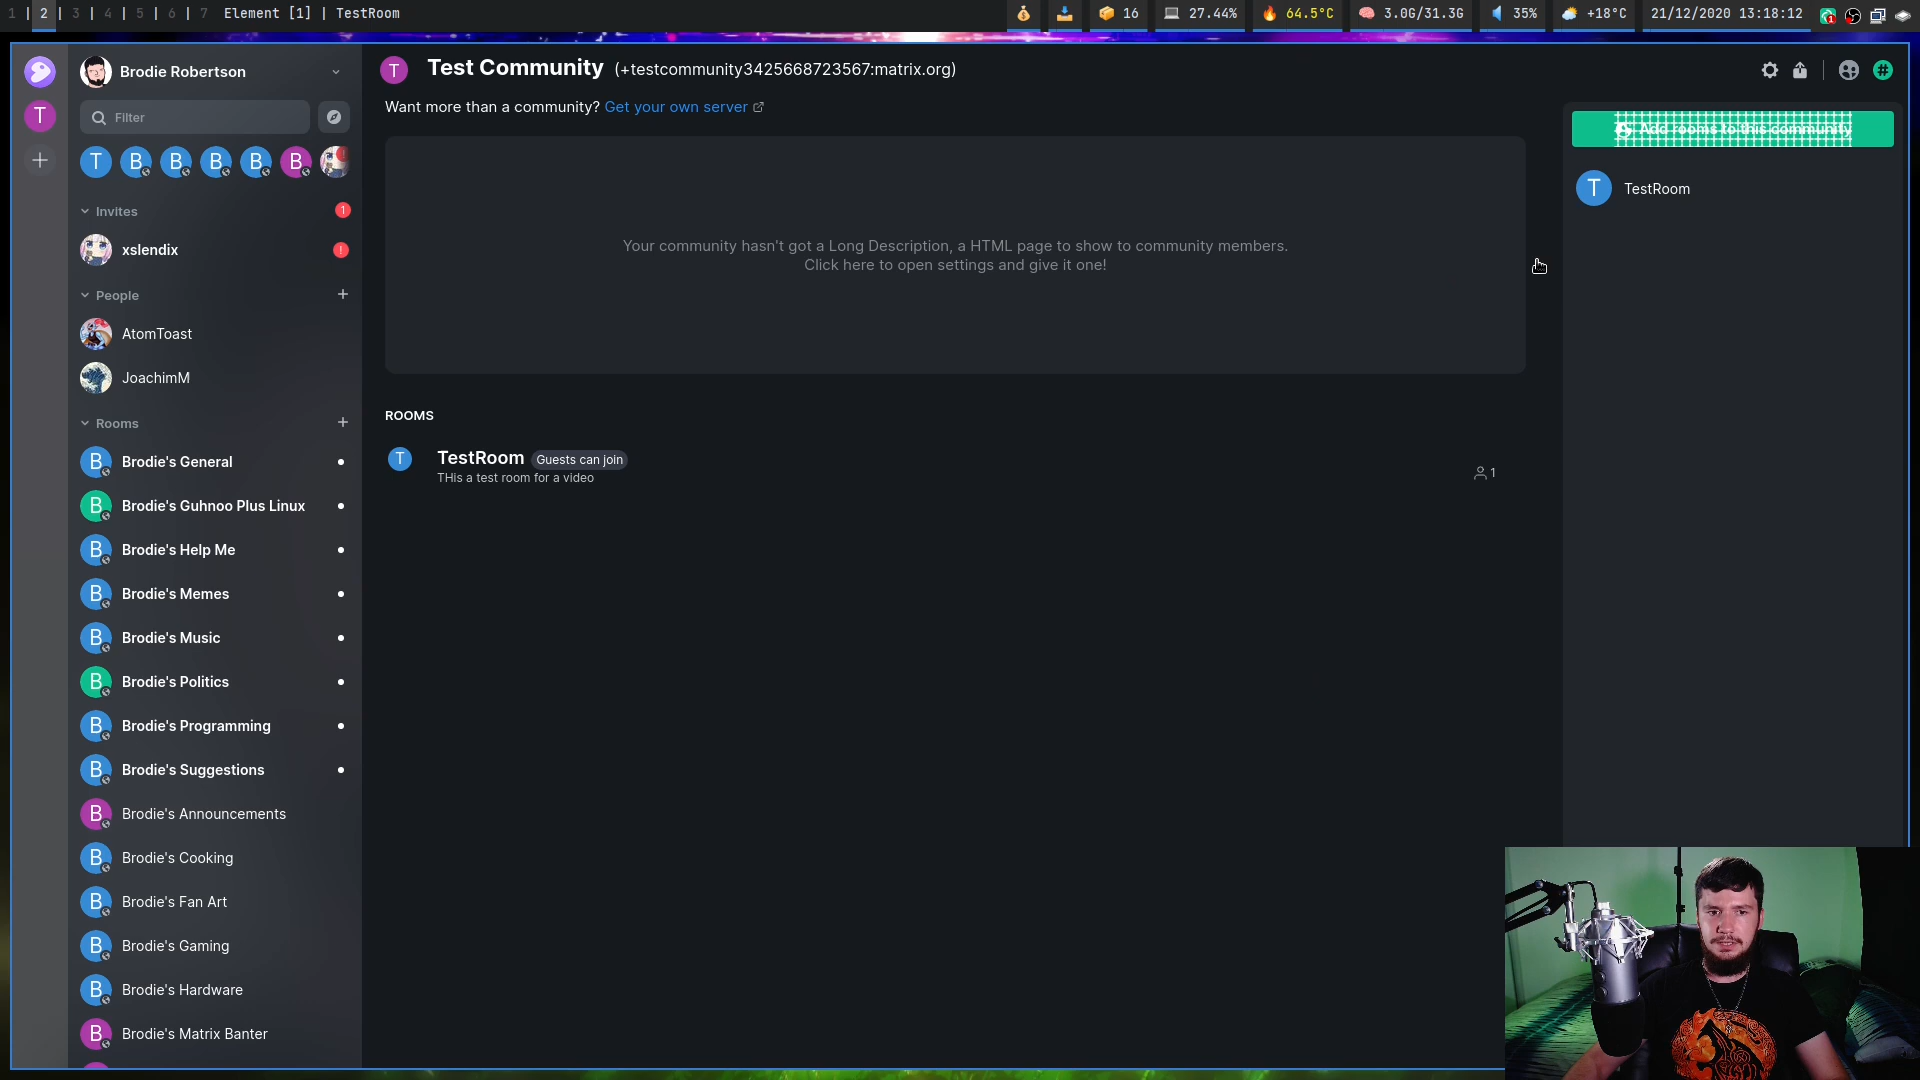 1 | 2 | 3 | 4 | 5 | 6 | 7 Element [1] | TestRoom
16 27.44% 64.5°C 3.0G/31.3G 35% +18°C 21/12/2020 13:18:12
Brodie Robertson
Filter
T B B B B B
Invites 1
xslendix !
People +
AtomToast
JoachimM
Rooms +
B Brodie's General
B Brodie's Guhnoo Plus Linux
B Brodie's Help Me
B Brodie's Memes
B Brodie's Music
B Brodie's Politics
B Brodie's Programming
B Brodie's Suggestions
B Brodie's Announcements
B Brodie's Cooking
B Brodie's Fan Art
B Brodie's Gaming
B Brodie's Hardware
B Brodie's Matrix Banter
T
T Test Community (+testcommunity3425668723567:matrix.org)
Want more than a community? Get your own server
Your community hasn't got a Long Description, a HTML page to show to community members.
Click here to open settings and give it one!
ROOMS
T TestRoom Guests can join
THis a test room for a video
1
Add rooms to this community
T TestRoom